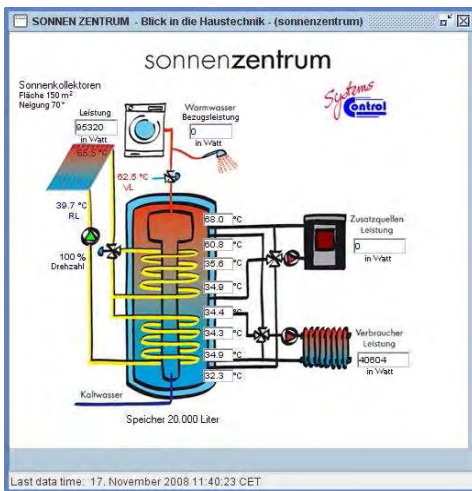 SONNEN ZENTRUM - Blick in die Haustechnik - (sonnenzentrum)
sonnenzentrum
Systems
Control
Sonnenkollektoren
Fläche 150 m²
Neigung 70°
Leistung
95320
in Watt
65.5 °C
39.7 °C
RL
100 %
Drehzahl
Warmwasser
Bezugsleistung
0
in Watt
62.5 °C
VL
68.0 °C
60.8 °C
35.6 °C
34.9 °C
34.4 °C
34.3 °C
34.9 °C
32.3 °C
Zusatzquellen
Leistung
0
in Watt
Verbraucher
Leistung
40604
in Watt
Kaltwasser
Speicher 20.000 Liter
Last data time: 17. November 2008 11:40:23 CET